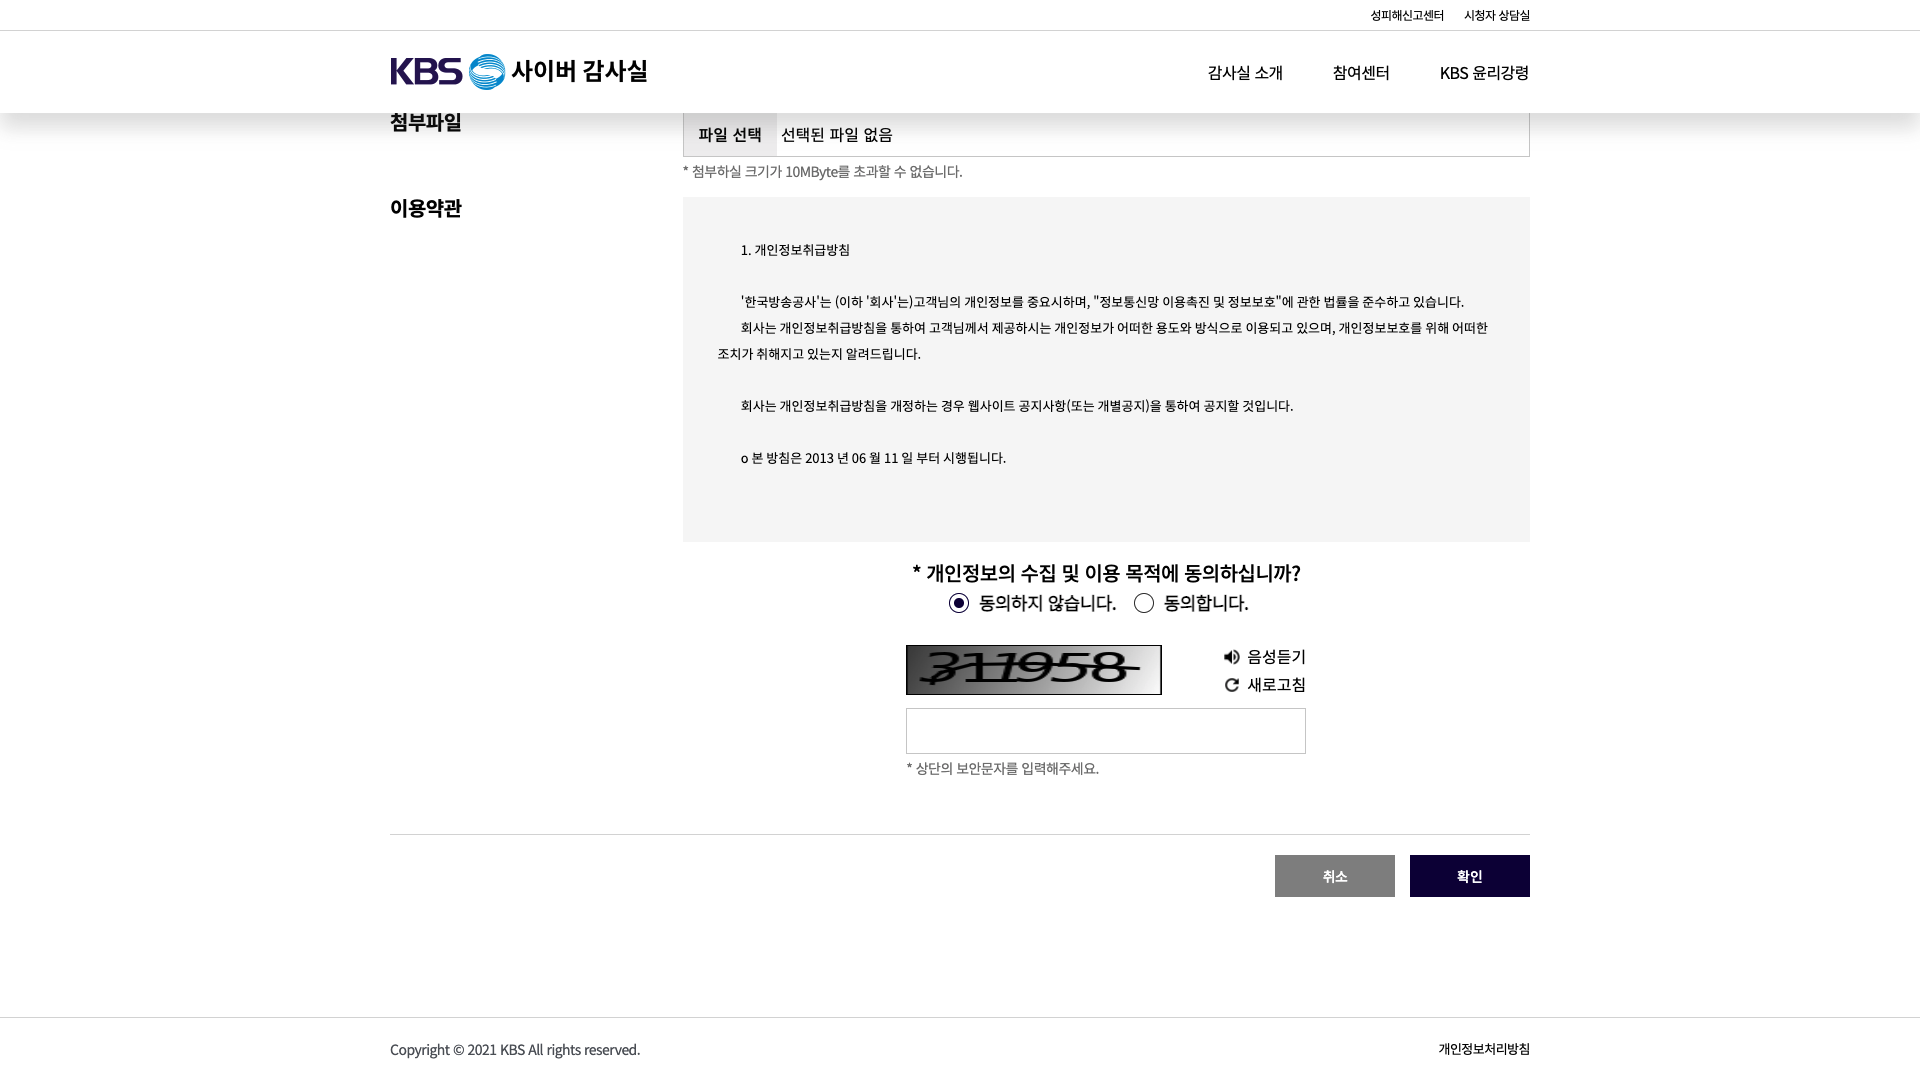 성피해신고센터 시청자 상담실
KBS 사이버 감사실
감사실 소개 참여센터 KBS 윤리강령
첨부파일
파일 선택 선택된 파일 없음
* 첨부하실 크기가 10MByte를 초과할 수 없습니다.
이용약관
1. 개인정보취급방침
'한국방송공사'는 (이하 '회사'는)고객님의 개인정보를 중요시하며, "정보통신망 이용촉진 및 정보보호"에 관한 법률을 준수하고 있습니다.
회사는 개인정보취급방침을 통하여 고객님께서 제공하시는 개인정보가 어떠한 용도와 방식으로 이용되고 있으며, 개인정보보호를 위해 어떠한
조치가 취해지고 있는지 알려드립니다.
회사는 개인정보취급방침을 개정하는 경우 웹사이트 공지사항(또는 개별공지)을 통하여 공지할 것입니다.
ο 본 방침은 2013 년 06 월 11 일 부터 시행됩니다.
* 개인정보의 수집 및 이용 목적에 동의하십니까?
동의하지 않습니다. 동의합니다.
311958
음성듣기
새로고침
* 상단의 보안문자를 입력해주세요.
취소 확인
Copyright © 2021 KBS All rights reserved.
개인정보처리방침